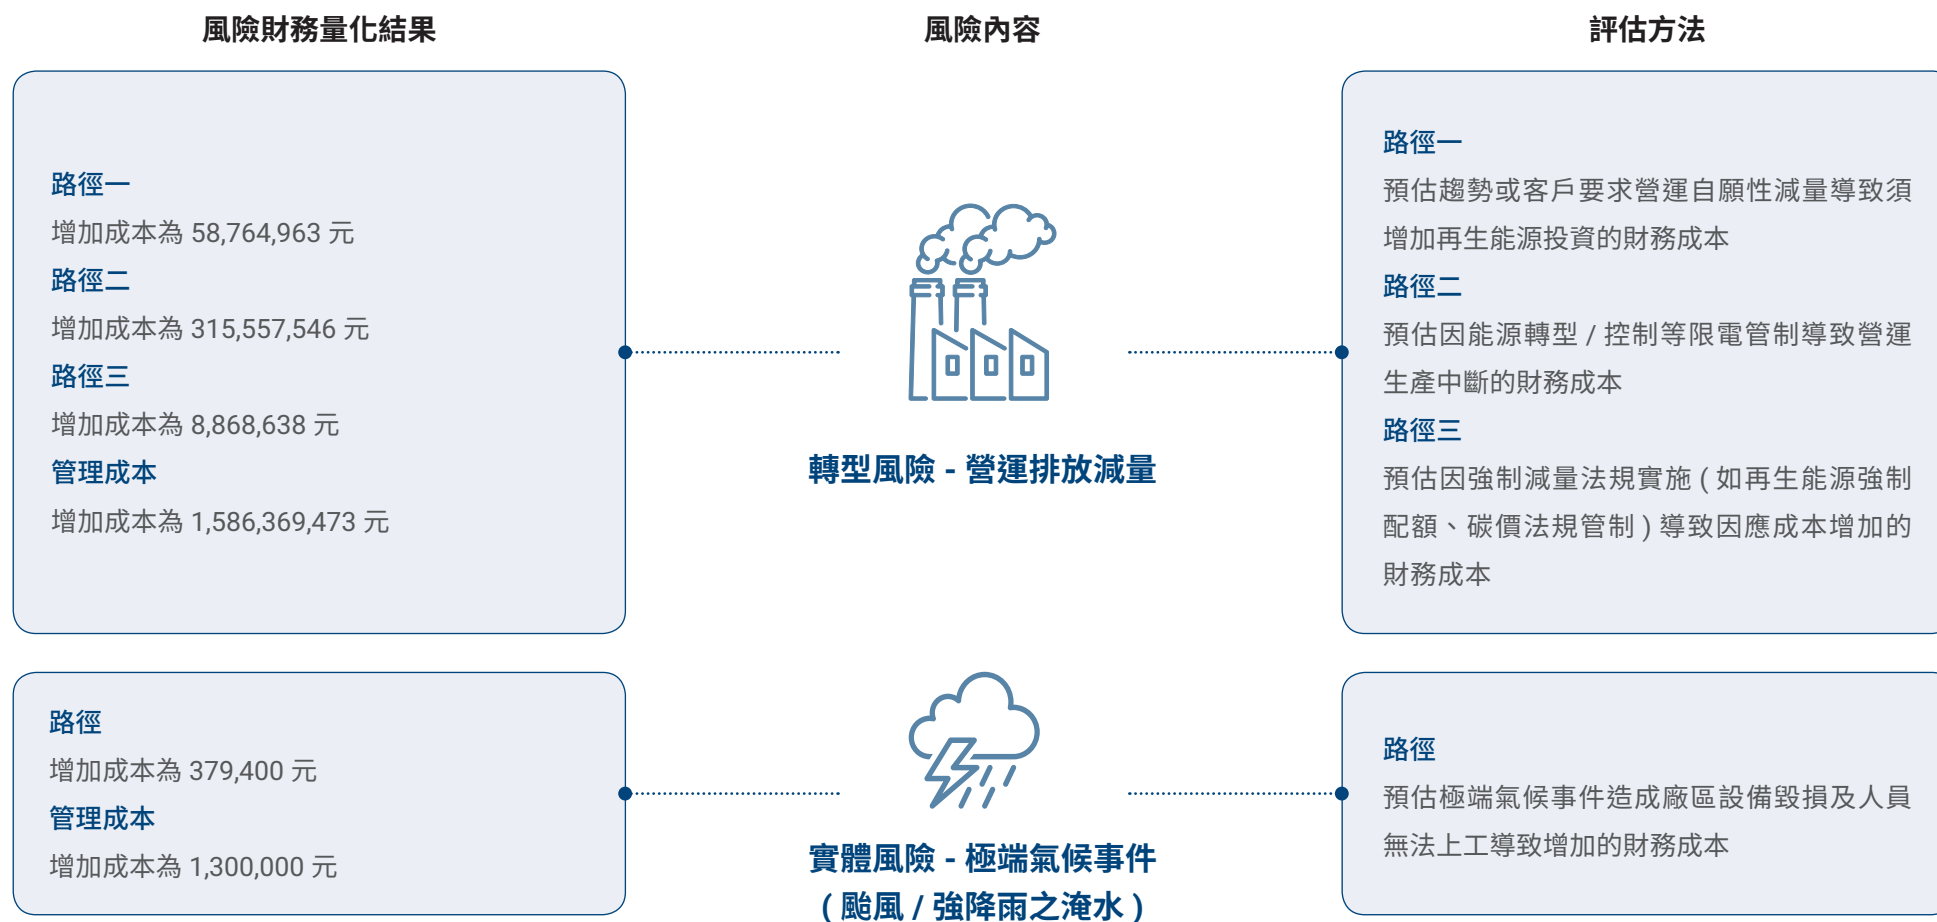 風險財務量化結果
風險內容
評估方法
路徑一
增加成本為 58,764,963 元
路徑二
增加成本為 315,557,546 元
路徑三
增加成本為 8,868,638 元
管理成本
增加成本為 1,586,369,473 元
轉型風險 - 營運排放減量
路徑一
預估趨勢或客戶要求營運自願性減量導致須
增加再生能源投資的財務成本
路徑二
預估因能源轉型 / 控制等限電管制導致營運
生產中斷的財務成本
路徑三
預估因強制減量法規實施 ( 如再生能源強制
配額、碳價法規管制 ) 導致因應成本增加的
財務成本
路徑
增加成本為 379,400 元
管理成本
增加成本為 1,300,000 元
實體風險 - 極端氣候事件
( 颱風 / 強降雨之淹水 )
路徑
預估極端氣候事件造成廠區設備毀損及人員
無法上工導致增加的財務成本